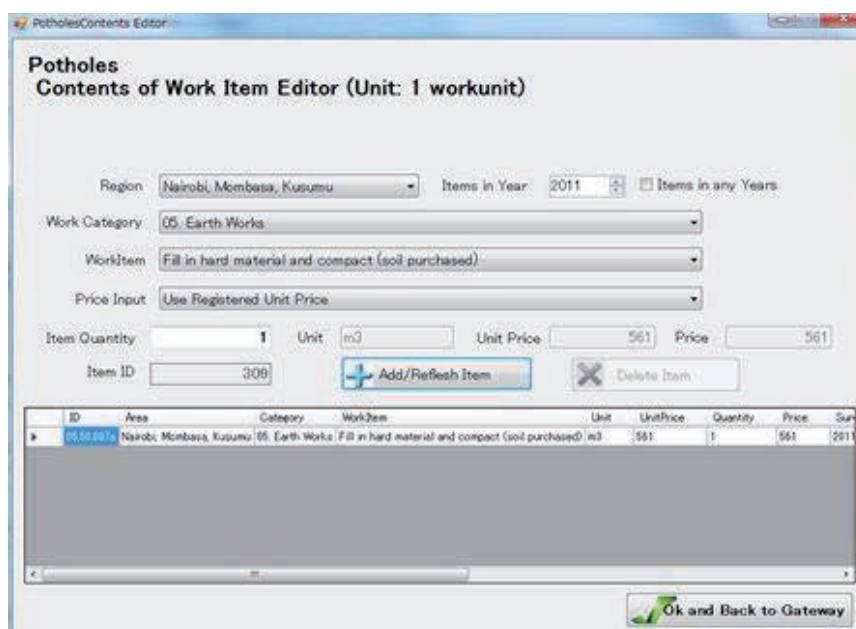 PotholesContents Editor
Potholes
Contents of Work Item Editor (Unit: 1 workunit)
Region Nairobi, Mombasa, Kusumu Items in Year 2011 Items in any Years
Work Category 05. Earth Works
WorkItem Fill in hard material and compact (soil purchased)
Price Input Use Registered Unit Price
Item Quantity 1 Unit m3 Unit Price 561 Price 561
Item ID 309 Add/Reflesh Item Delete Item
ID Area Category WorkItem Unit UnitPrice Quantity Price
Nairobi, Mombasa, Kusumu 05. Earth Works Fill in hard material and compact (soil purchased) m3 561 1 561 2011
Ok and Back to Gateway